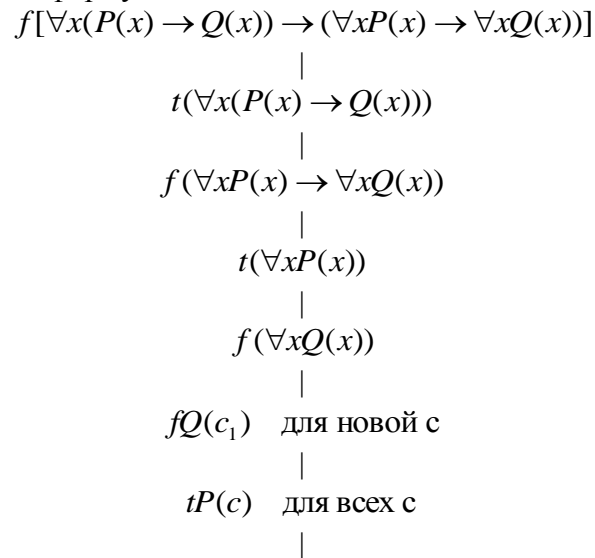 f[∀x(P(x) → Q(x)) → (∀xP(x) → ∀xQ(x))]
|
t(∀x(P(x) → Q(x)))
|
f(∀xP(x) → ∀xQ(x))
|
t(∀xP(x))
|
f(∀xQ(x))
|
fQ(c₁) для новой с
|
tP(c) для всех с
|